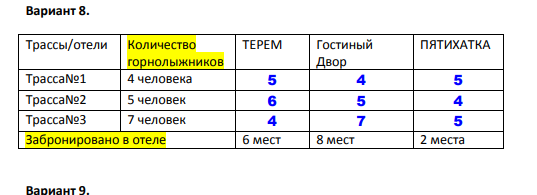 Вариант 8.
Трассы/отели Количество горнолыжников ТЕРЕМ Гостиный Двор ПЯТИХАТКА
Трасса№1 4 человека 5 4 5
Трасса№2 5 человек 6 5 4
Трасса№3 7 человек 4 7 5
Забронировано в отеле 6 мест 8 мест 2 места
Вариант 9.